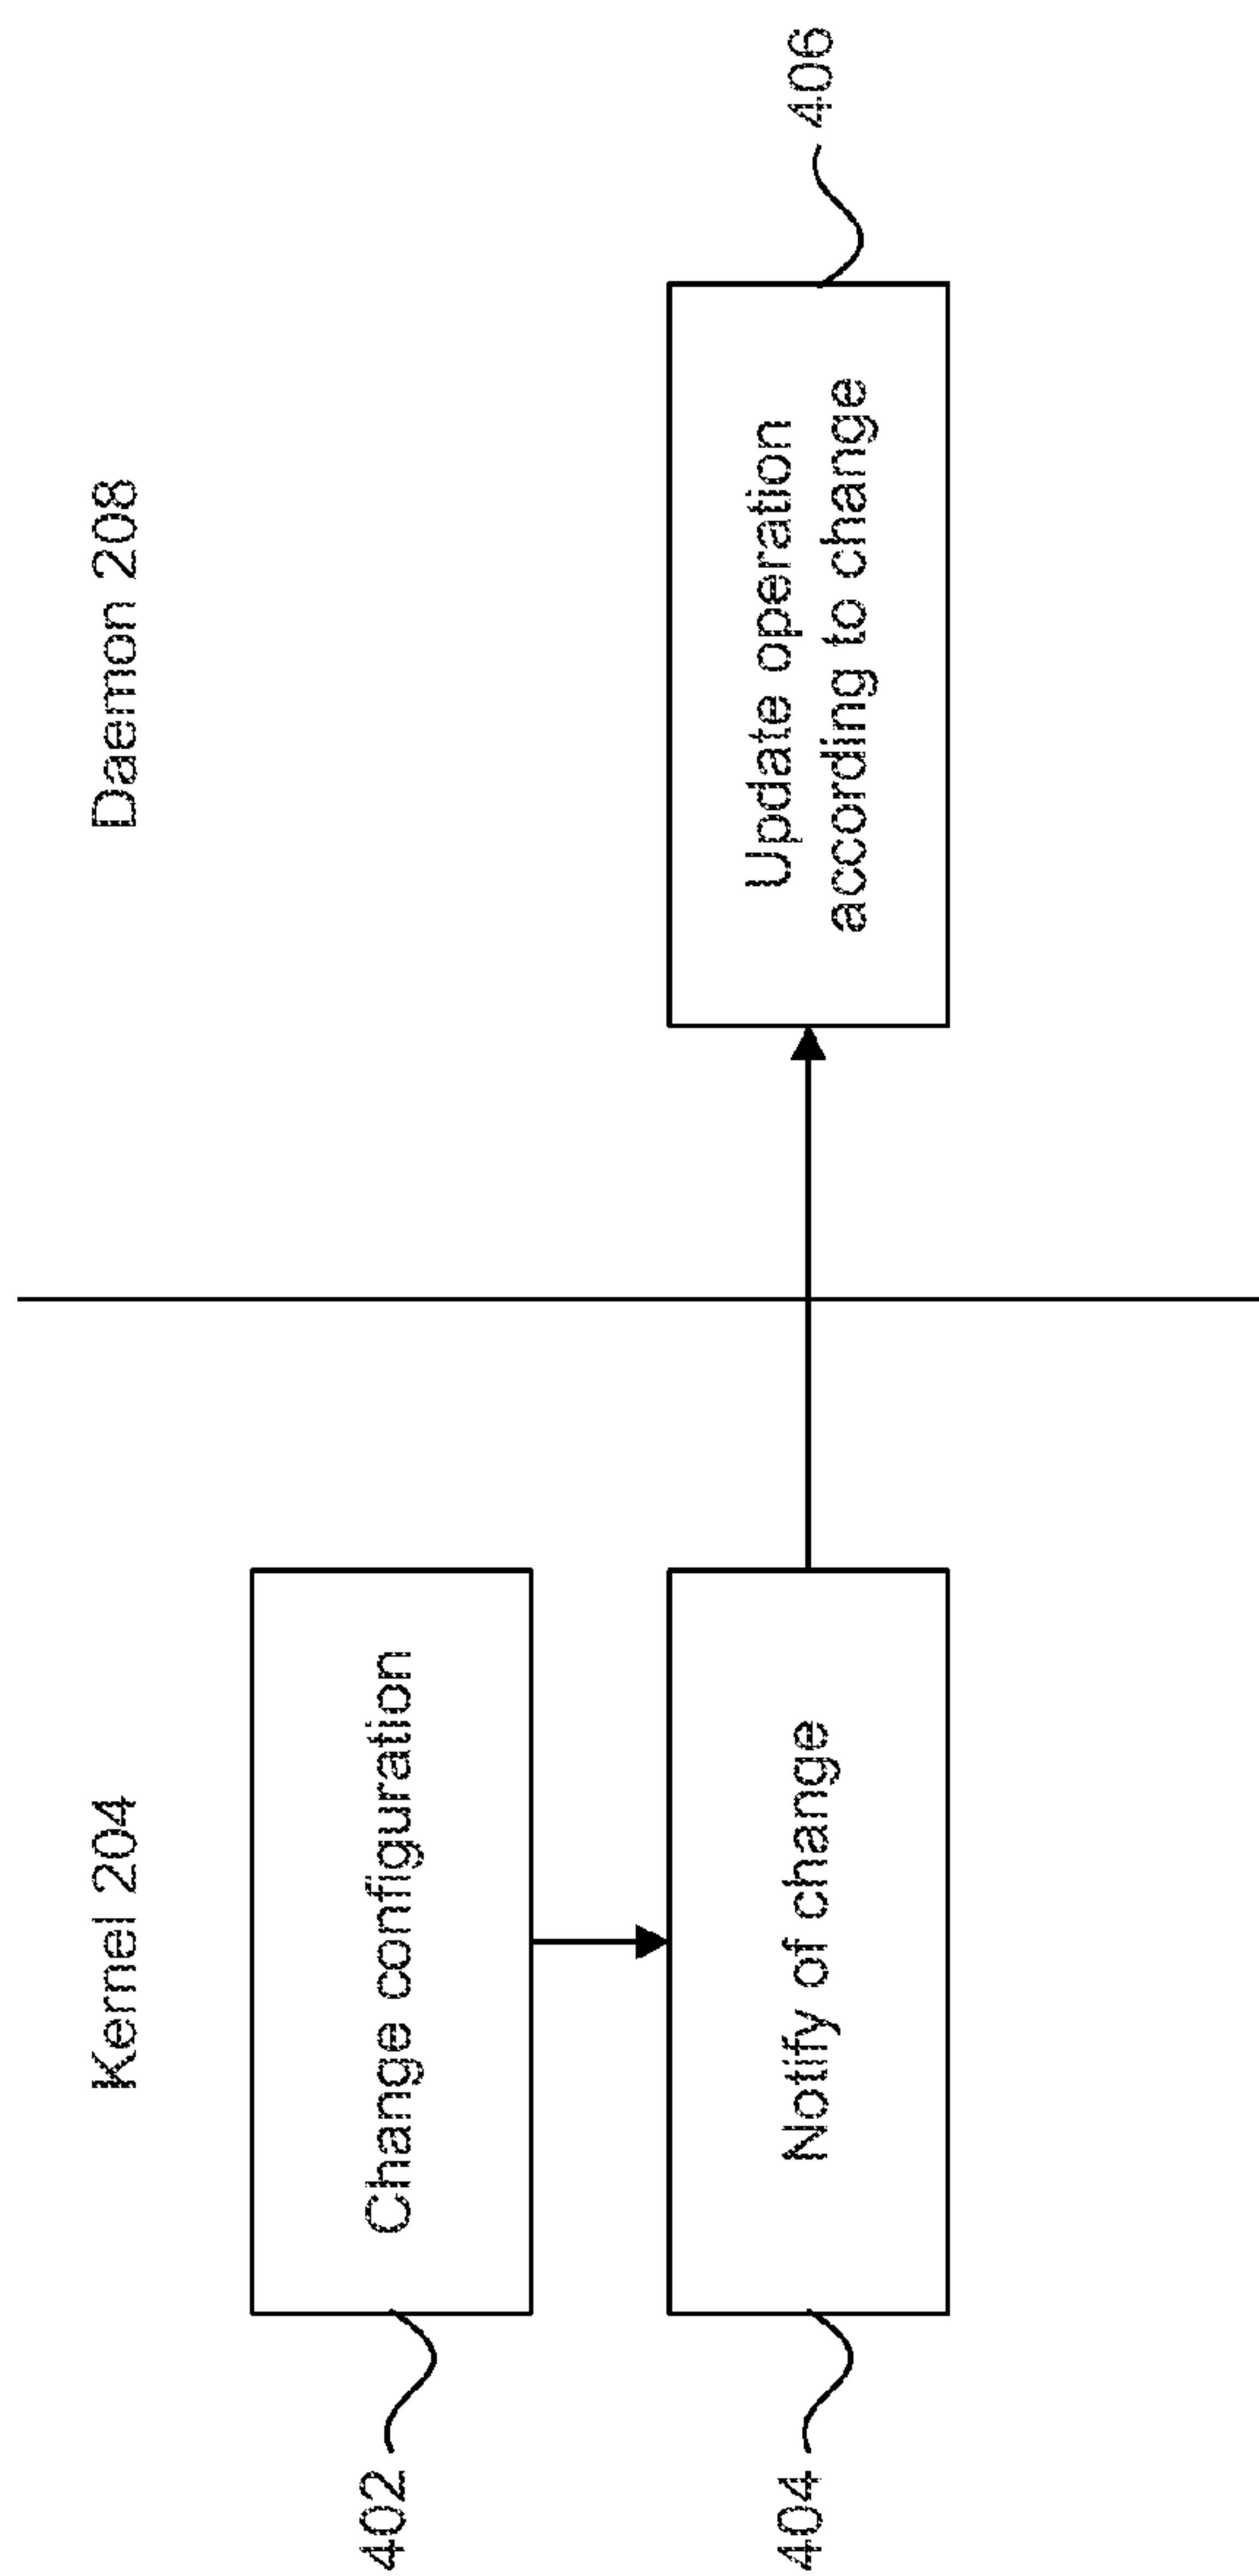 Kernel 204
Daemon 208
402
Change configuration
404
Notify of change
Update operation
according to change
406